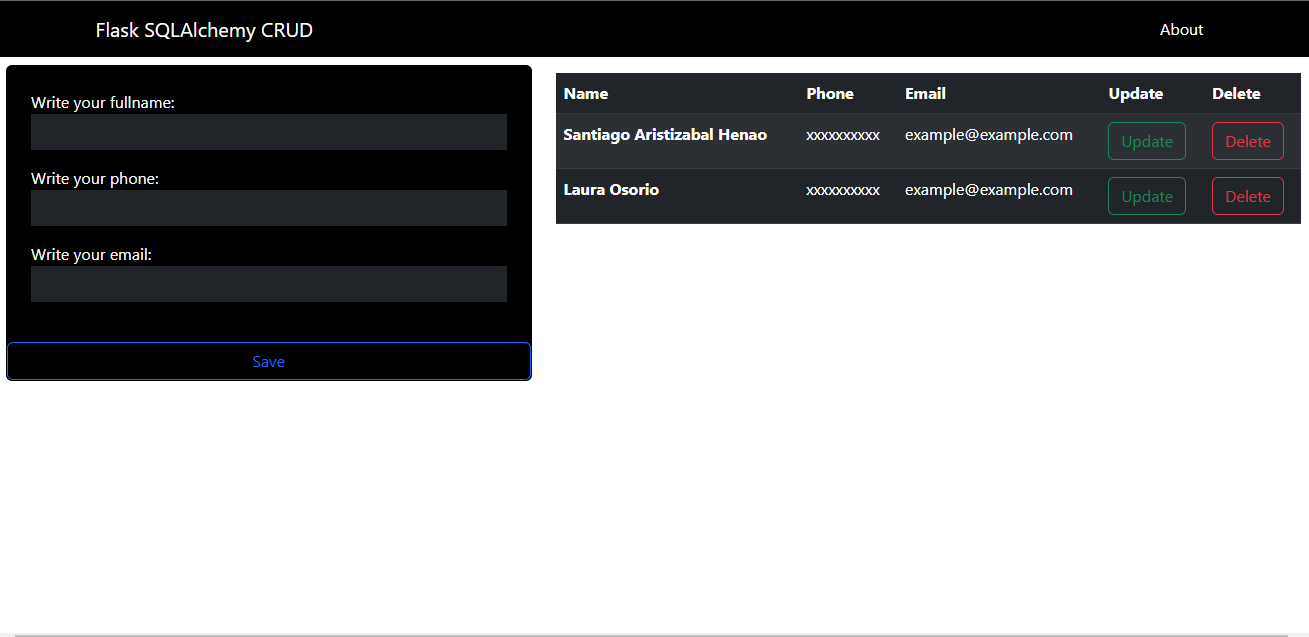 Flask SQLAlchemy CRUD About
Write your fullname:
Write your phone:
Write your email:
Save
Name Phone Email Update Delete
Santiago Aristizabal Henao xxxxxxxxxx example@example.com Update Delete
Laura Osorio xxxxxxxxxx example@example.com Update Delete